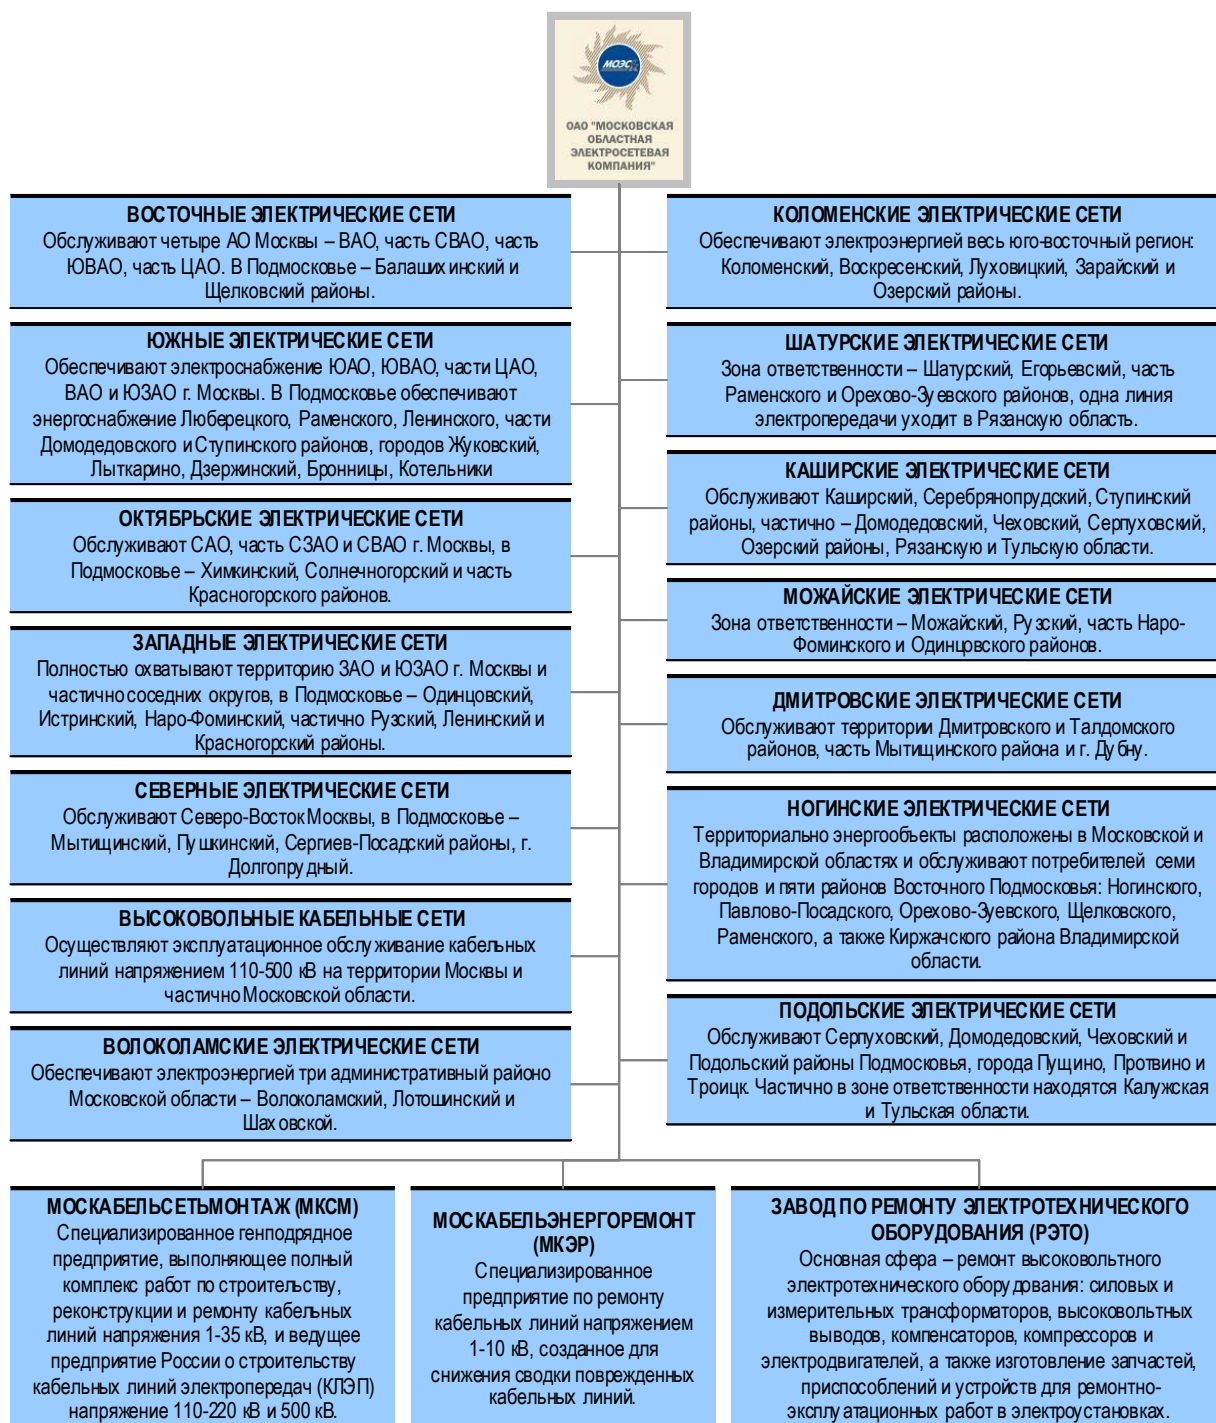 МОЭС
ОАО "МОСКОВСКАЯ
ОБЛАСТНАЯ
ЭЛЕКТРОСЕТЕВАЯ
КОМПАНИЯ"
ВОСТОЧНЫЕ ЭЛЕКТРИЧЕСКИЕ СЕТИ
Обслуживают четыре АО Москвы – ВАО, часть СВАО, часть
ЮВАО, часть ЦАО. В Подмосковье – Балашихинский и
Щелковский районы.
ЮЖНЫЕ ЭЛЕКТРИЧЕСКИЕ СЕТИ
Обеспечивают электроснабжение ЮАО, ЮВАО, части ЦАО,
ВАО и ЮЗАО г. Москвы. В Подмосковье обеспечивают
энергоснабжение Люберецкого, Раменского, Ленинского, части
Домодедовского и Ступинского районов, городов Жуковский,
Лыткарино, Дзержинский, Бронницы, Котельники
ОКТЯБРЬСКИЕ ЭЛЕКТРИЧЕСКИЕ СЕТИ
Обслуживают САО, часть СЗАО и СВАО г. Москвы, в
Подмосковье – Химкинский, Солнечногорский и часть
Красногорского районов.
ЗАПАДНЫЕ ЭЛЕКТРИЧЕСКИЕ СЕТИ
Полностью охватывают территорию ЗАО и ЮЗАО г. Москвы и
частично соседних округов, в Подмосковье – Одинцовский,
Истринский, Наро-Фоминский, частично Рузский, Ленинский и
Красногорский районы.
СЕВЕРНЫЕ ЭЛЕКТРИЧЕСКИЕ СЕТИ
Обслуживают Северо-Восток Москвы, в Подмосковье –
Мытищинский, Пушкинский, Сергиев-Посадский районы, г.
Долгопрудный.
ВЫСОКОВОЛЬНЫЕ КАБЕЛЬНЫЕ СЕТИ
Осуществляют эксплуатационное обслуживание кабельных
линий напряжением 110-500 кВ на территории Москвы и
частично Московской области.
ВОЛОКОЛАМСКИЕ ЭЛЕКТРИЧЕСКИЕ СЕТИ
Обеспечивают электроэнергией три административный районо
Московской области – Волоколамский, Лотошинский и
Шаховской.
КОЛОМЕНСКИЕ ЭЛЕКТРИЧЕСКИЕ СЕТИ
Обеспечивают электроэнергией весь юго-восточный регион:
Коломенский, Воскресенский, Луховицкий, Зарайский и
Озерский районы.
ШАТУРСКИЕ ЭЛЕКТРИЧЕСКИЕ СЕТИ
Зона ответственности – Шатурский, Егорьевский, часть
Раменского и Орехово-Зуевского районов, одна линия
электропередачи уходит в Рязанскую область.
КАШИРСКИЕ ЭЛЕКТРИЧЕСКИЕ СЕТИ
Обслуживают Каширский, Серебрянопрудский, Ступинский
районы, частично – Домодедовский, Чеховский, Серпуховский,
Озерский районы, Рязанскую и Тульскую области.
МОЖАЙСКИЕ ЭЛЕКТРИЧЕСКИЕ СЕТИ
Зона ответственности – Можайский, Рузский, часть Наро-
Фоминского и Одинцовского районов.
ДМИТРОВСКИЕ ЭЛЕКТРИЧЕСКИЕ СЕТИ
Обслуживают территории Дмитровского и Талдомского
районов, часть Мытищинского района и г. Дубну.
НОГИНСКИЕ ЭЛЕКТРИЧЕСКИЕ СЕТИ
Территориально энергообъекты расположены в Московской и
Владимирской областях и обслуживают потребителей семи
городов и пяти районов Восточного Подмосковья: Ногинского,
Павлово-Посадского, Орехово-Зуевского, Щелковского,
Раменского, а также Киржачского района Владимирской
области.
ПОДОЛЬСКИЕ ЭЛЕКТРИЧЕСКИЕ СЕТИ
Обслуживают Серпуховский, Домодедовский, Чеховский и
Подольский районы Подмосковья, города Пущино, Протвино и
Троицк. Частично в зоне ответственности находятся Калужская
и Тульская области.
МОСКАБЕЛЬСЕТЬМОНТАЖ (МКСМ)
Специализированное генподрядное
предприятие, выполняющее полный
комплекс работ по строительству,
реконструкции и ремонту кабельных
линий напряжения 1-35 кВ, и ведущее
предприятие России о строительству
кабельных линий электропередач (КЛЭП)
напряжение 110-220 кВ и 500 кВ.
МОСКАБЕЛЬЭНЕРГОРЕМОНТ
(МКЭР)
Специализированное
предприятие по ремонту
кабельных линий напряжением
1-10 кВ, созданное для
снижения сводки поврежденных
кабельных линий.
ЗАВОД ПО РЕМОНТУ ЭЛЕКТРОТЕХНИЧЕСКОГО
ОБОРУДОВАНИЯ (РЭТО)
Основная сфера – ремонт высоковольтного
электротехнического оборудования: силовых и
измерительных трансформаторов, высоковольтных
выводов, компенсаторов, компрессоров и
электродвигателей, а также изготовление запчастей,
приспособлений и устройств для ремонтно-
эксплуатационных работ в электроустановках.